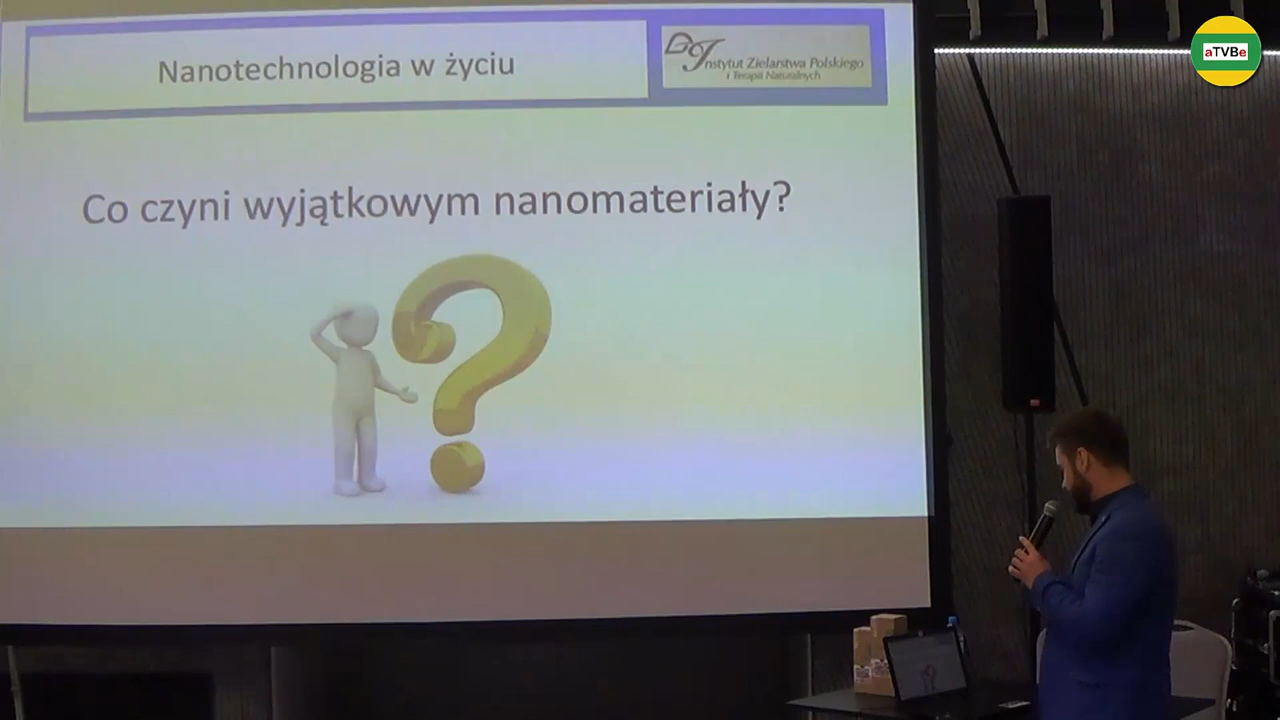 Nanotechnologia w życiu
Instytut Zielarstwa Polskiego
i Terapii Naturalnych
aTVBe
Co czyni wyjątkowym nanomateriały?